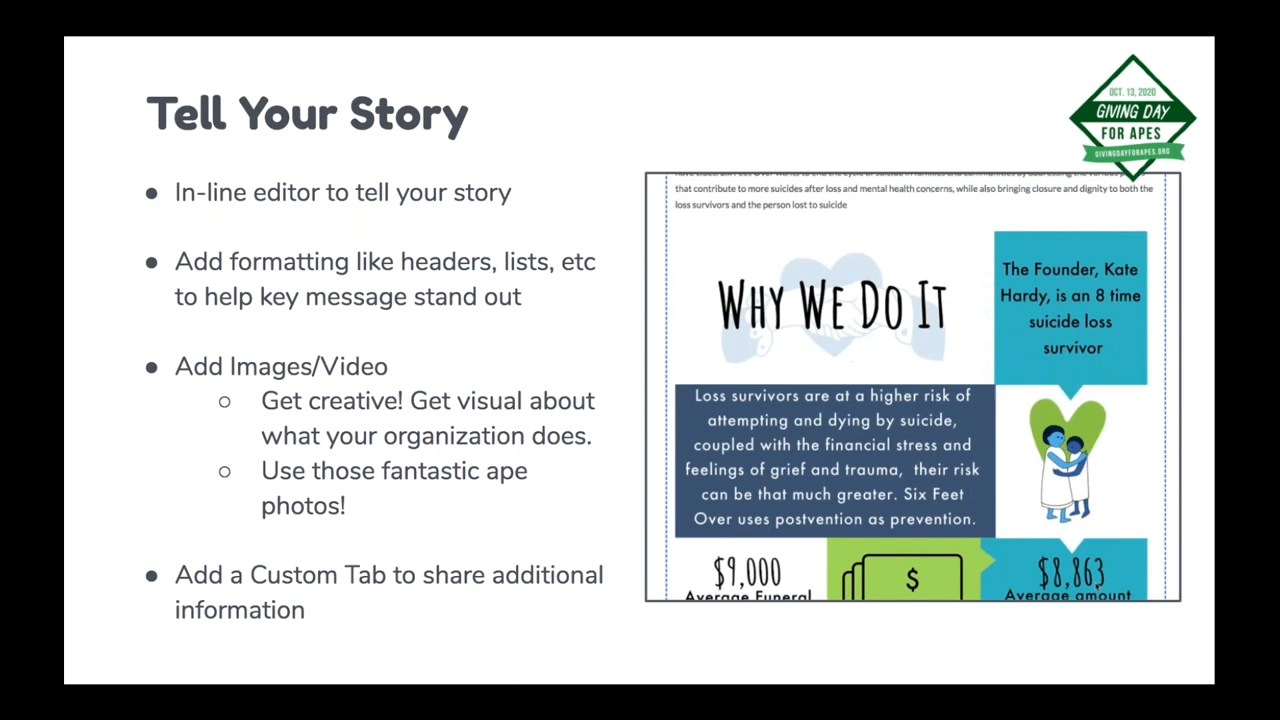 Tell Your Story
OCT. 13, 2020
GIVING DAY
FOR APES
GIVINGDAYFORAPES.ORG
In-line editor to tell your story
Add formatting like headers, lists, etc
to help key message stand out
Add Images/Video
Get creative! Get visual about
what your organization does.
Use those fantastic ape
photos!
Add a Custom Tab to share additional
information
that contribute to more suicides after loss and mental health concerns, while also bringing closure and dignity to both the
loss survivors and the person lost to suicide
WHY WE DO IT
The Founder, Kate
Hardy, is an 8 time
suicide loss
survivor
Loss survivors are at a higher risk of
attempting and dying by suicide,
coupled with the financial stress and
feelings of grief and trauma, their risk
can be that much greater. Six Feet
Over uses postvention as prevention.
$9,000
Average Funeral
$
$8,863
Average amount